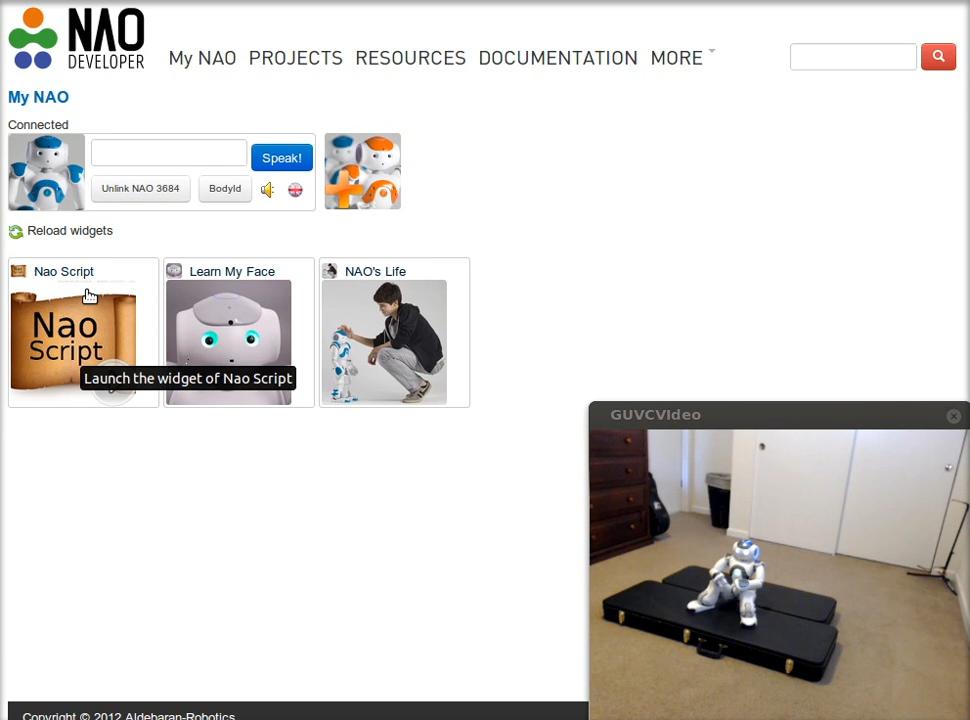 NAO
DEVELOPER
My NAO PROJECTS RESOURCES DOCUMENTATION MORE
My NAO
Connected
Speak!
Unlink NAO 3684 BodyId
Reload widgets
Nao Script Learn My Face NAO's Life
Nao
Script
Launch the widget of Nao Script
GUVCVideo
Copyright © 2012 Aldebaran-Robotics